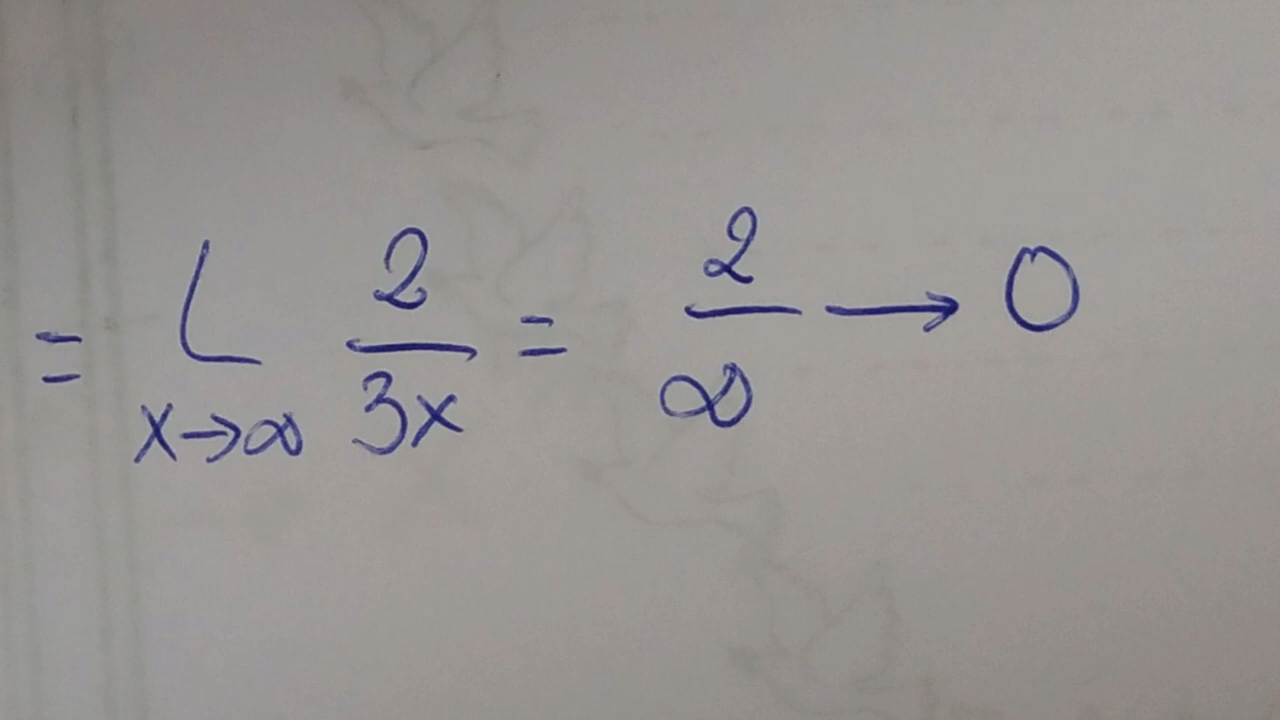 = L 2/3x = 2/∞ → 0
x→∞